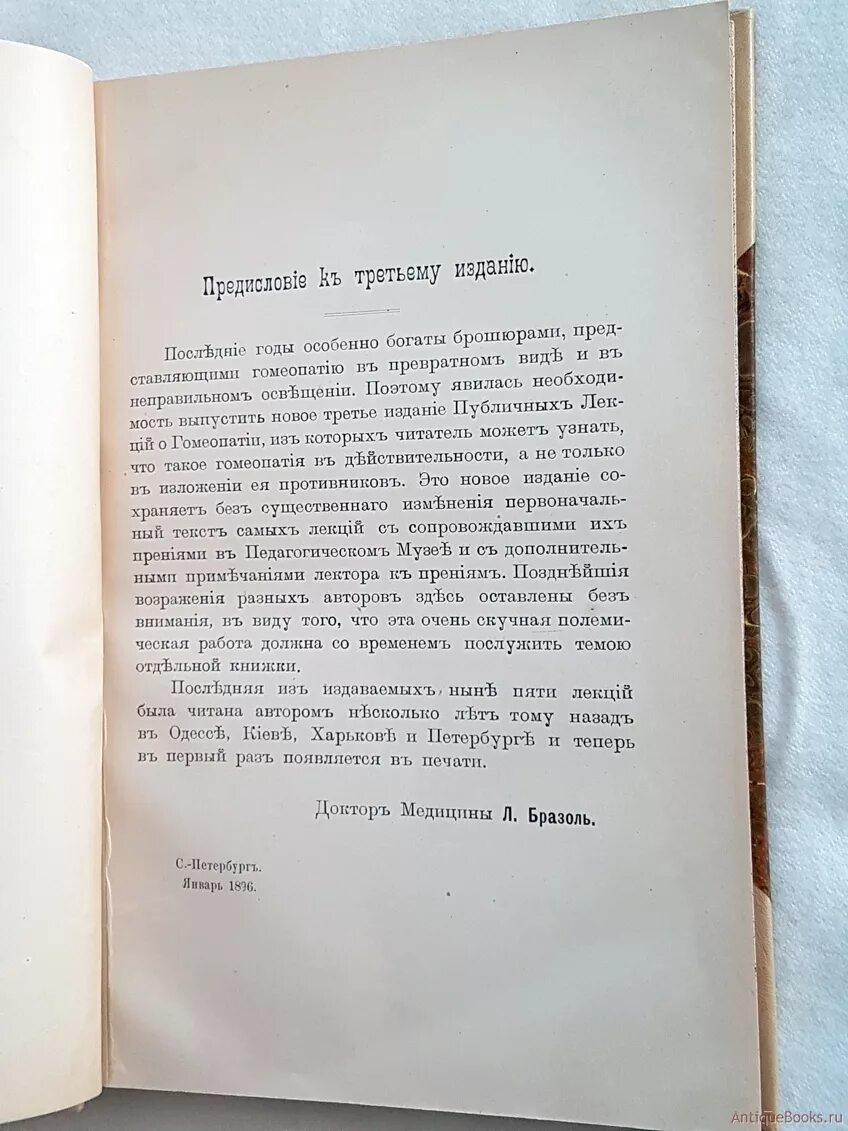 Предисловіе къ третьему изданію.
Послѣдніе годы особенно богаты брошюрами, пред-
ставляющими гомеопатію въ превратномъ видѣ и въ
неправильномъ освѣщеніи. Поэтому явилась необходи-
мость выпустить новое третье изданіе Публичныхъ Лек-
цій о Гомеопатіи, изъ которыхъ читатель можетъ узнать,
что такое гомеопатія въ дѣйствительности, а не только
въ изложеніи ея противниковъ. Это новое изданіе со-
храняетъ безъ существеннаго измѣненія первоначаль-
ный текстъ самыхъ лекцій съ сопровождавшими ихъ
преніями въ Педагогическомъ Музеѣ и съ дополнитель-
ными примѣчаніями лектора къ преніямъ. Позднѣйшія
возраженія разныхъ авторовъ здѣсь оставлены безъ
вниманія, въ виду того, что эта очень скучная полеми-
ческая работа должна со временемъ послужить темою
отдѣльной книжки.
Послѣдняя изъ издаваемыхъ нынѣ пяти лекцій
была читана авторомъ нѣсколько лѣтъ тому назадъ
въ Одессѣ, Кіевѣ, Харьковѣ и Петербургѣ и теперь
въ первый разъ появляется въ печати.
Докторъ Медицины Л. Бразоль.
С.-Петербургъ.
Январь 1896.
AntiqueBooks.ru